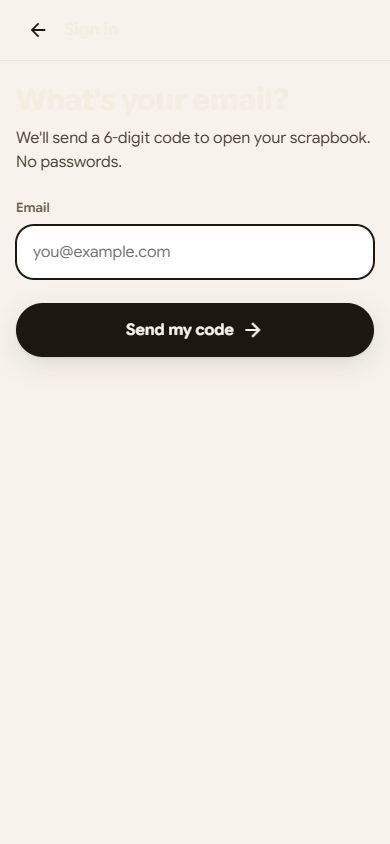 Sign in
What's your email?
We'll send a 6-digit code to open your scrapbook.
No passwords.
Email
you@example.com
Send my code